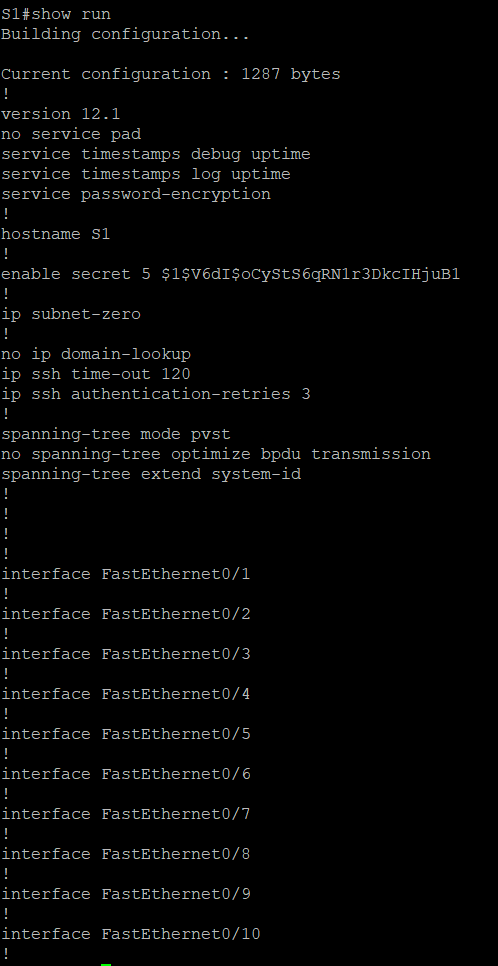 S1#show run
Building configuration...
Current configuration : 1287 bytes
!
version 12.1
no service pad
service timestamps debug uptime
service timestamps log uptime
service password-encryption
!
hostname S1
!
enable secret 5 $1$V6dI$oCyStS6qRN1r3DkcIHjuB1
!
ip subnet-zero
!
no ip domain-lookup
ip ssh time-out 120
ip ssh authentication-retries 3
!
spanning-tree mode pvst
no spanning-tree optimize bpdu transmission
spanning-tree extend system-id
!
!
!
!
interface FastEthernet0/1
!
interface FastEthernet0/2
!
interface FastEthernet0/3
!
interface FastEthernet0/4
!
interface FastEthernet0/5
!
interface FastEthernet0/6
!
interface FastEthernet0/7
!
interface FastEthernet0/8
!
interface FastEthernet0/9
!
interface FastEthernet0/10
!